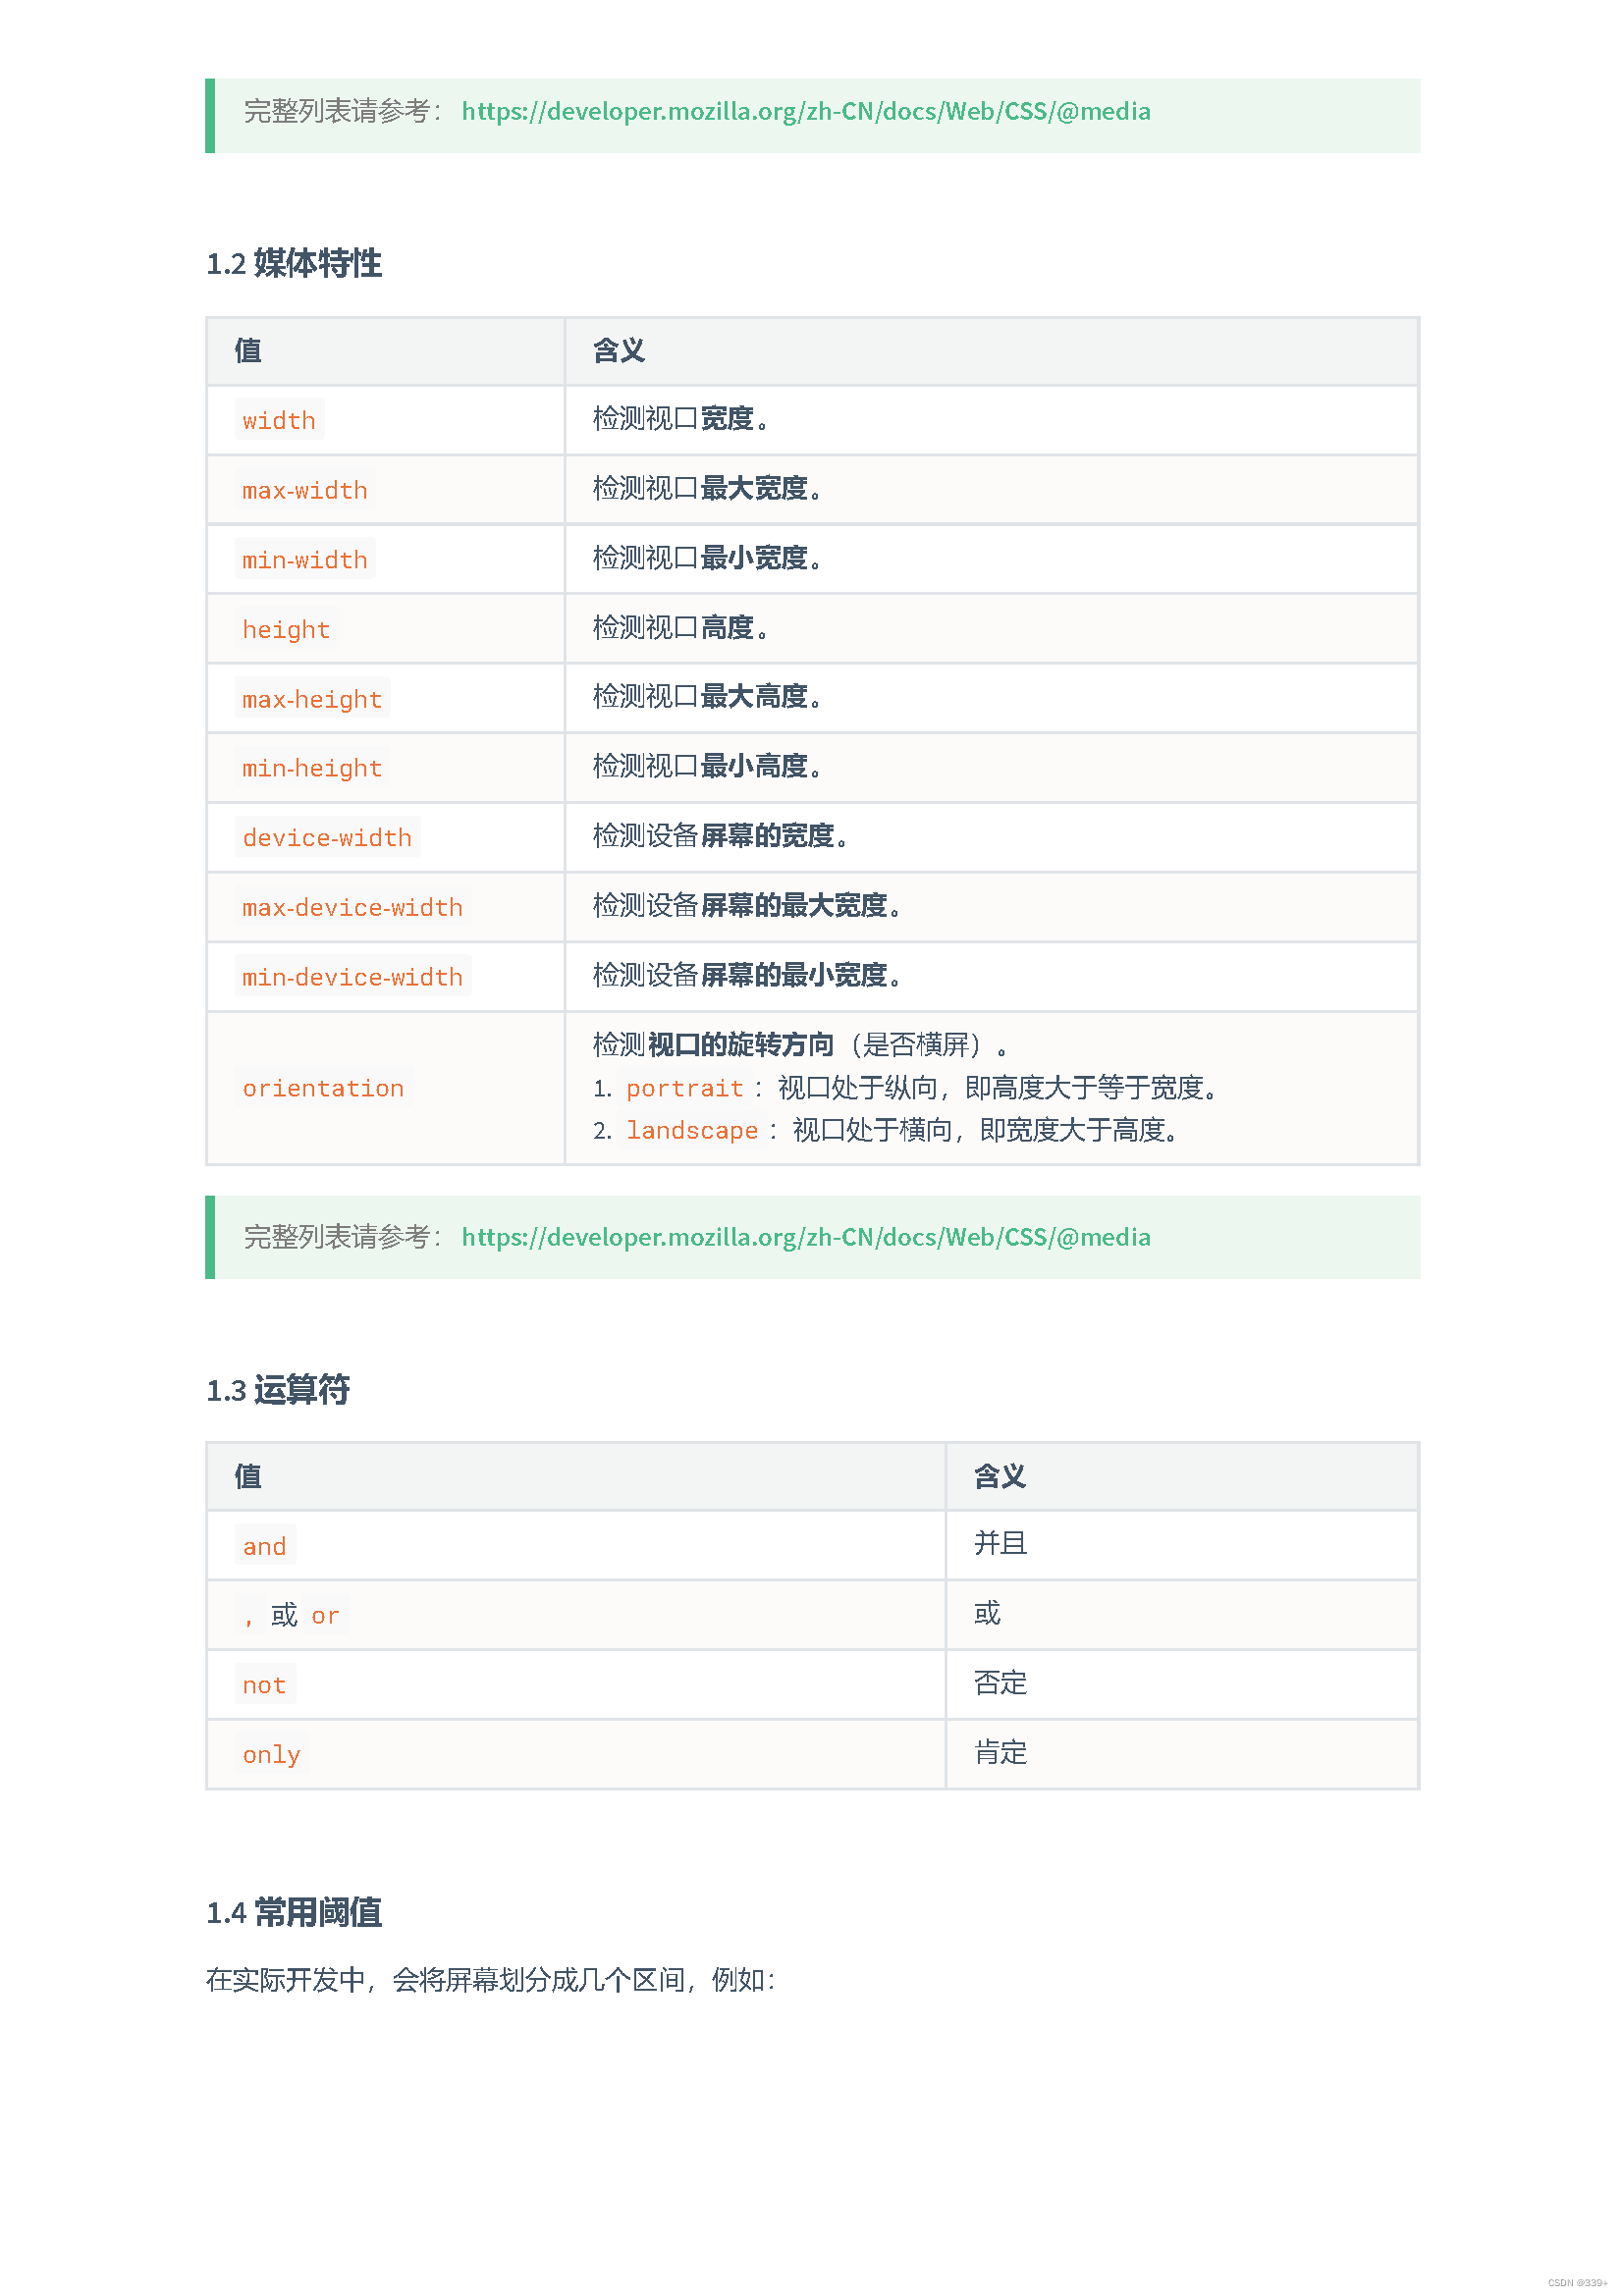 完整列表请参考：https://developer.mozilla.org/zh-CN/docs/Web/CSS/@media
1.2 媒体特性
值 含义
width 检测视口宽度。
max-width 检测视口最大宽度。
min-width 检测视口最小宽度。
height 检测视口高度。
max-height 检测视口最大高度。
min-height 检测视口最小高度。
device-width 检测设备屏幕的宽度。
max-device-width 检测设备屏幕的最大宽度。
min-device-width 检测设备屏幕的最小宽度。
orientation 检测视口的旋转方向（是否横屏）。
1. portrait：视口处于纵向，即高度大于等于宽度。
2. landscape：视口处于横向，即宽度大于高度。
完整列表请参考：https://developer.mozilla.org/zh-CN/docs/Web/CSS/@media
1.3 运算符
值 含义
and 并且
, 或 or 或
not 否定
only 肯定
1.4 常用阈值
在实际开发中，会将屏幕划分成几个区间，例如：
CSDN @339+